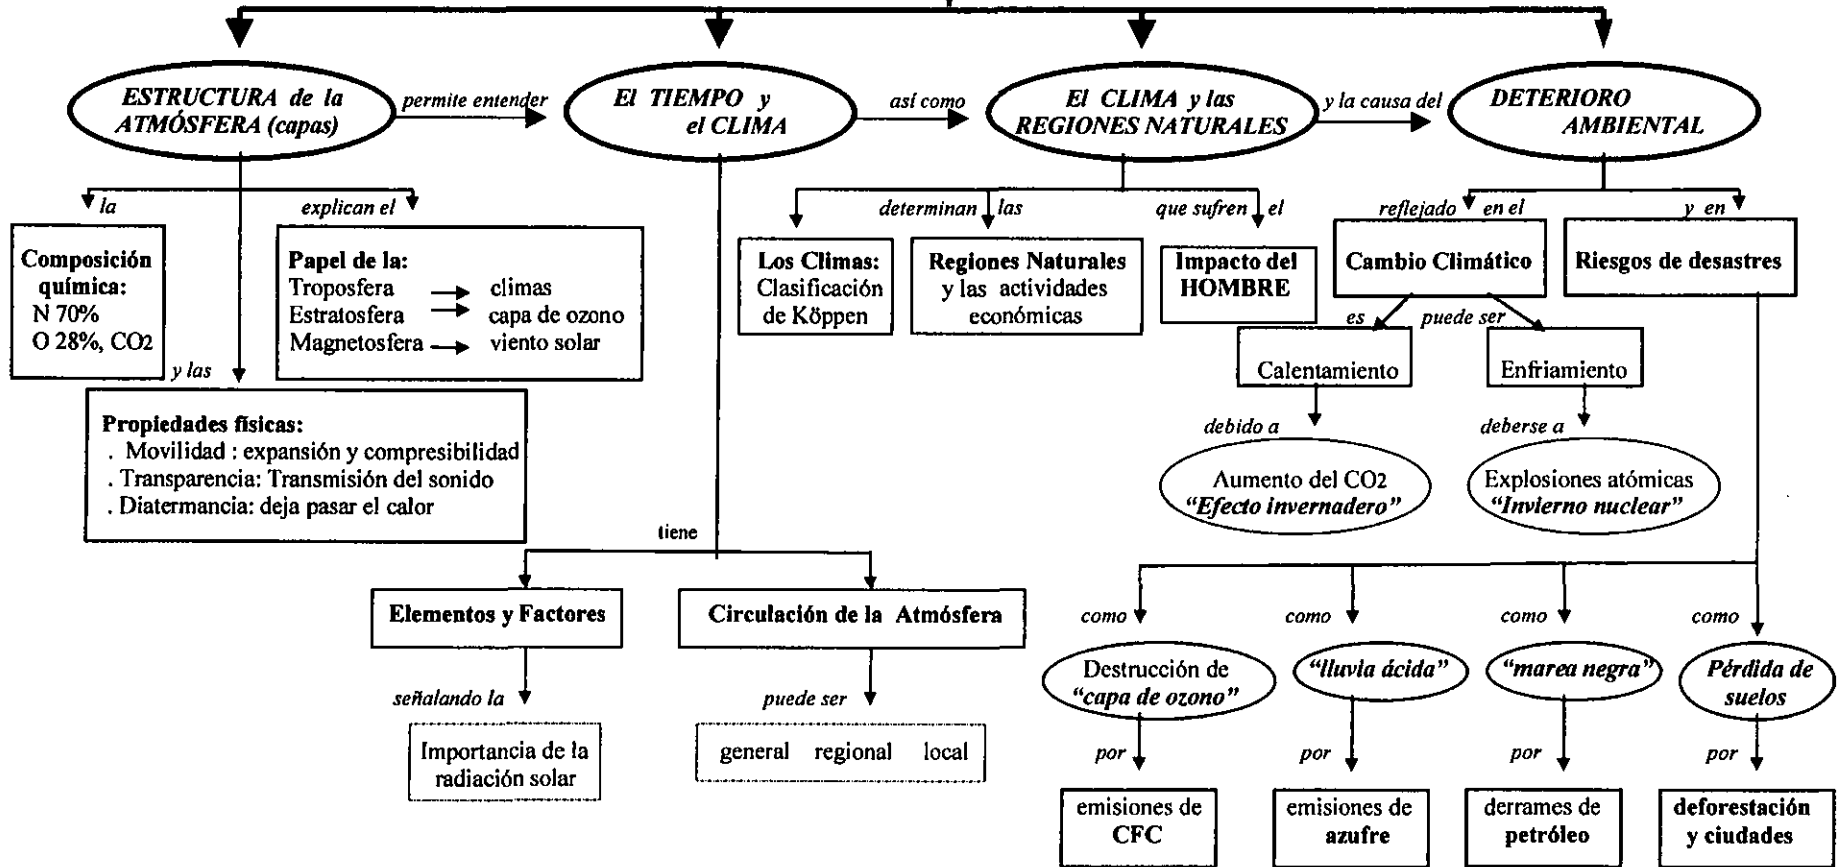 ESTRUCTURA de la
ATMÓSFERA (capas)
permite entender
El TIEMPO y
el CLIMA
así como
El CLIMA y las
REGIONES NATURALES
y la causa del
DETERIORO
AMBIENTAL
la
explican el
determinan las
que sufren el
reflejado en el
y en
Composición
química:
N 70%
O 28%, CO2
Papel de la:
Troposfera climas
Estratosfera capa de ozono
Magnetosfera viento solar
Los Climas:
Clasificación
de Köppen
Regiones Naturales
y las actividades
económicas
Impacto del
HOMBRE
Cambio Climático
Riesgos de desastres
es
puede ser
Calentamiento
Enfriamiento
y las
Propiedades físicas:
. Movilidad : expansión y compresibilidad
. Transparencia: Transmisión del sonido
. Diatermancia: deja pasar el calor
debido a
deberse a
Aumento del CO2
"Efecto invernadero"
Explosiones atómicas
"Invierno nuclear"
tiene
Elementos y Factores
Circulación de la Atmósfera
como
como
como
como
Destrucción de
"capa de ozono"
"lluvia ácida"
"marea negra"
Pérdida de
suelos
señalando la
puede ser
Importancia de la
radiación solar
general regional local
por
por
por
por
emisiones de
CFC
emisiones de
azufre
derrames de
petróleo
deforestación
y ciudades